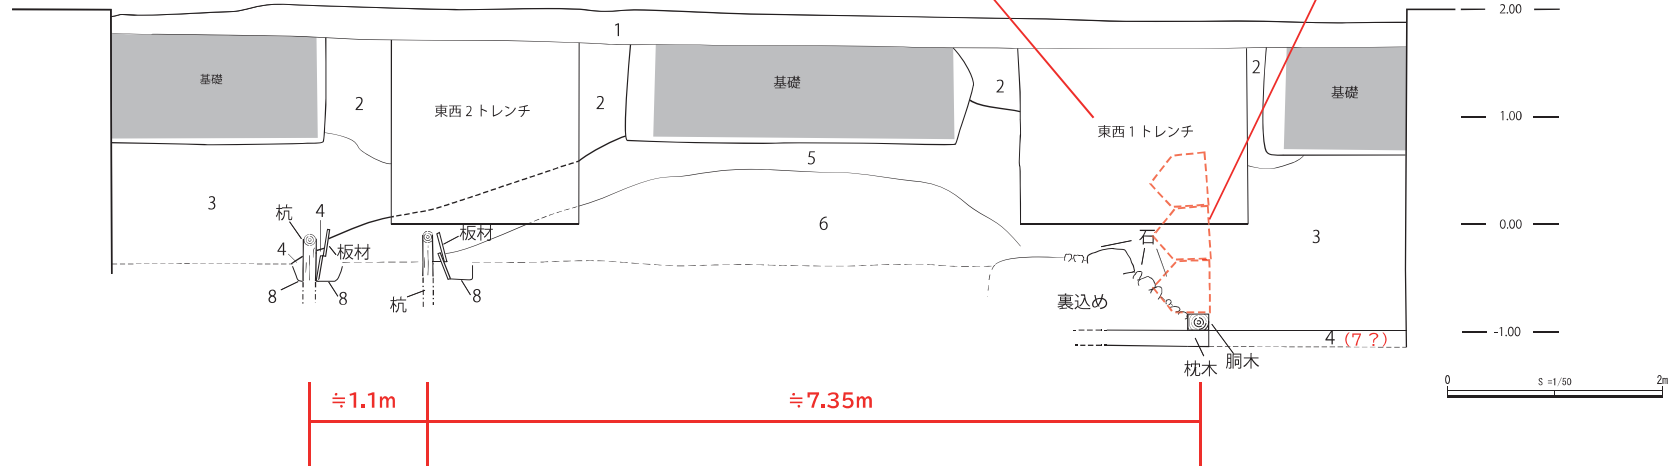 2.00
1
基礎
2
東西２トレンチ
2
基礎
2
東西１トレンチ
2
基礎
1.00
5
3
杭
4
4
板材
8
8
板材
杭
8
6
石
裏込め
3
0.00
-1.00
4 (7？)
枕木
胴木
0
S =1/50
2m
≒1.1m
≒7.35m